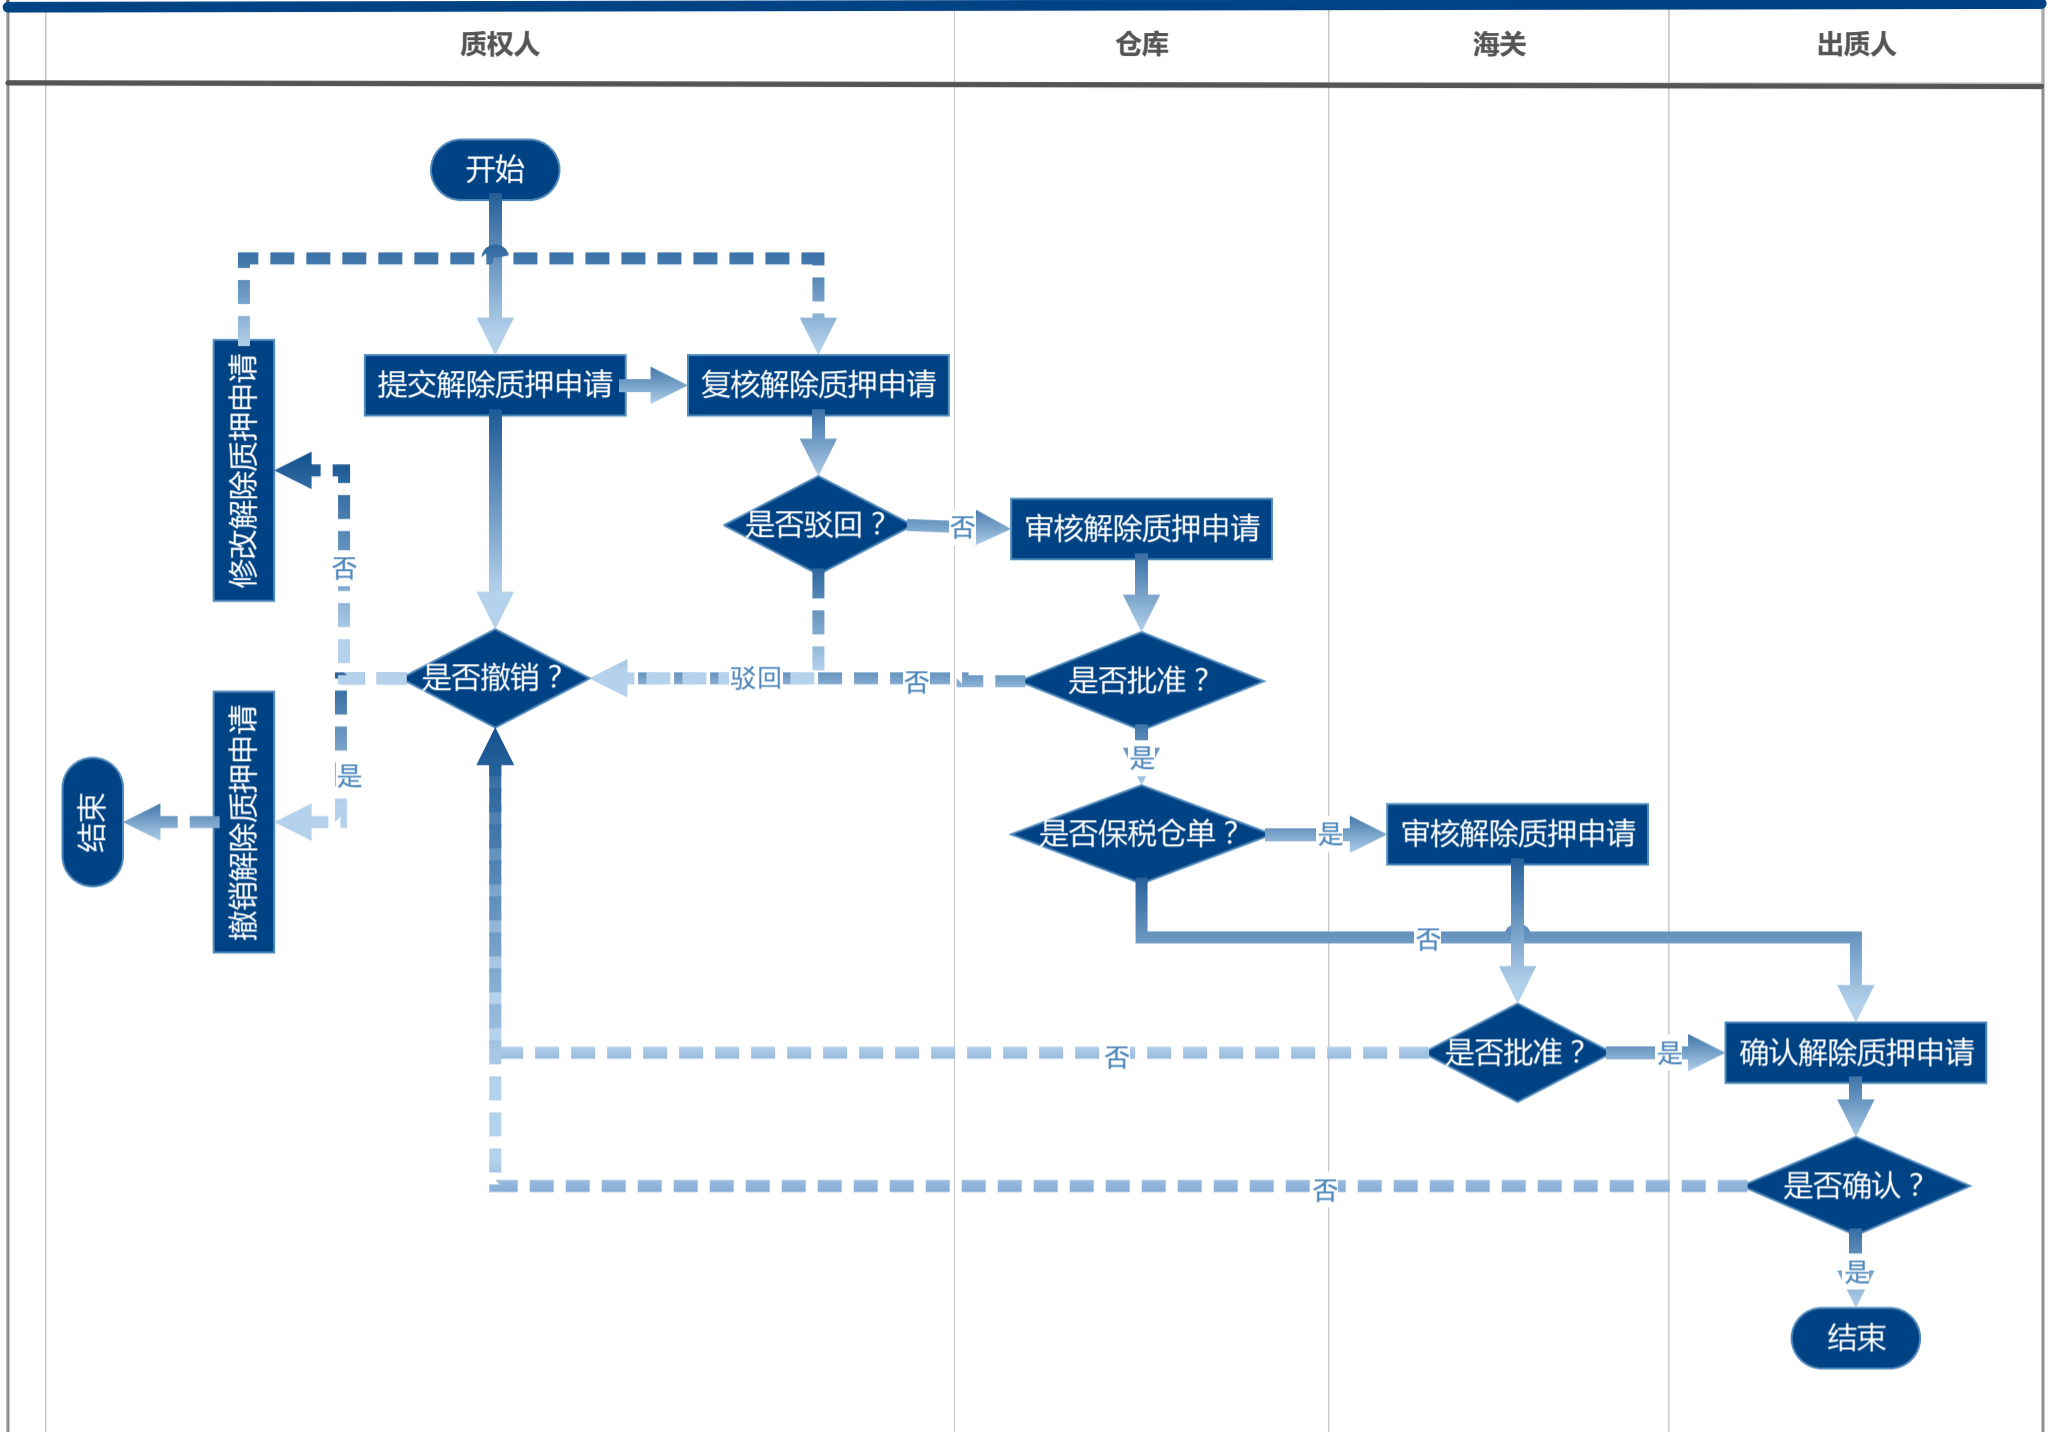 质权人
仓库
海关
出质人
开始
提交解除质押申请
复核解除质押申请
修改解除质押申请
是否驳回？
否
审核解除质押申请
否
是否撤销？
驳回
否
是否批准？
是
撤销解除质押申请
是
结束
是否保税仓单？
是
审核解除质押申请
否
是否批准？
是
确认解除质押申请
否
是否确认？
否
是
结束